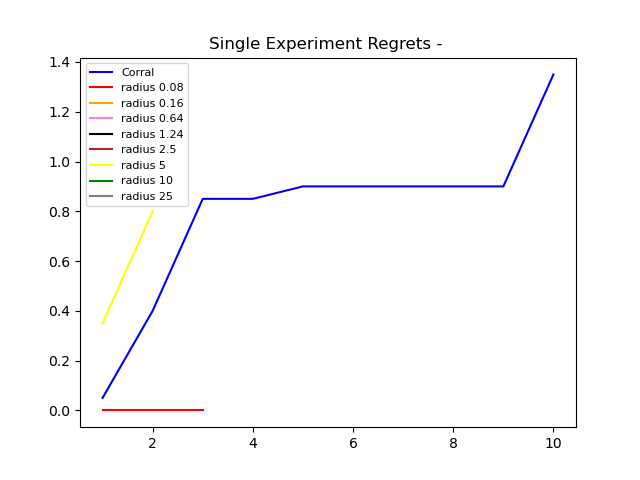 Single Experiment Regrets -
1.4
1.2
1.0
0.8
0.6
0.4
0.2
0.0
Corral
radius 0.08
radius 0.16
radius 0.64
radius 1.24
radius 2.5
radius 5
radius 10
radius 25
2 4 6 8 10